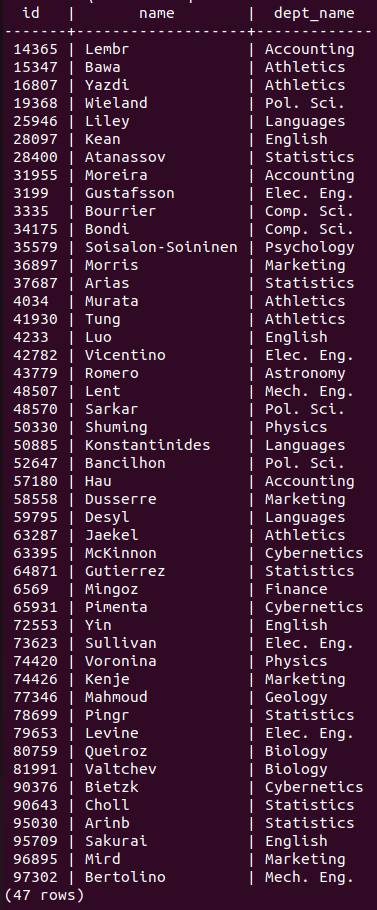 id | name | dept_name
-------+-------------------+-------------
14365 | Lembr | Accounting
15347 | Bawa | Athletics
16807 | Yazdi | Athletics
19368 | Wieland | Pol. Sci.
25946 | Liley | Languages
28097 | Kean | English
28400 | Atanassov | Statistics
31955 | Moreira | Accounting
3199 | Gustafsson | Elec. Eng.
3335 | Bourrier | Comp. Sci.
34175 | Bondi | Comp. Sci.
35579 | Soisalon-Soininen | Psychology
36897 | Morris | Marketing
37687 | Arias | Statistics
4034 | Murata | Athletics
41930 | Tung | Athletics
4233 | Luo | English
42782 | Vicentino | Elec. Eng.
43779 | Romero | Astronomy
48507 | Lent | Mech. Eng.
48570 | Sarkar | Pol. Sci.
50330 | Shuming | Physics
50885 | Konstantinides | Languages
52647 | Bancilhon | Pol. Sci.
57180 | Hau | Accounting
58558 | Dusserre | Marketing
59795 | Desyl | Languages
63287 | Jaekel | Athletics
63395 | McKinnon | Cybernetics
64871 | Gutierrez | Statistics
6569 | Mingoz | Finance
65931 | Pimenta | Cybernetics
72553 | Yin | English
73623 | Sullivan | Elec. Eng.
74420 | Voronina | Physics
74426 | Kenje | Marketing
77346 | Mahmoud | Geology
78699 | Pingr | Statistics
79653 | Levine | Elec. Eng.
80759 | Queiroz | Biology
81991 | Valtchev | Biology
90376 | Bietzk | Cybernetics
90643 | Choll | Statistics
95030 | Arinb | Statistics
95709 | Sakurai | English
96895 | Mird | Marketing
97302 | Bertolino | Mech. Eng.
(47 rows)